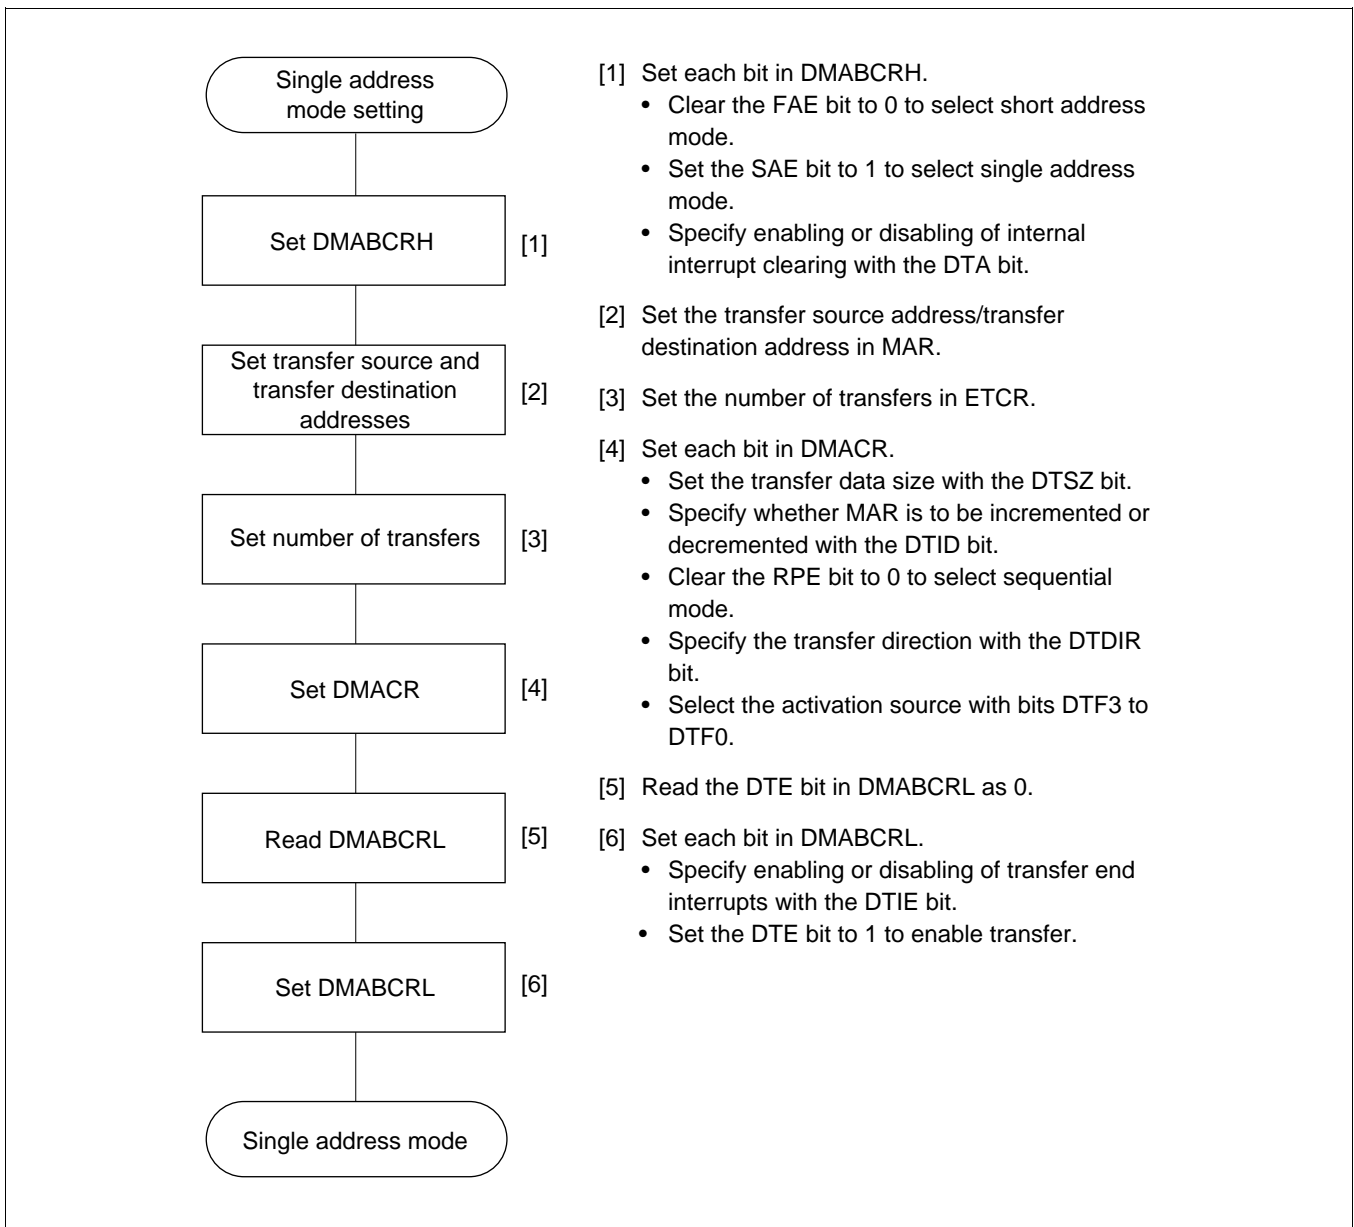 Single address
mode setting
Set DMABCRH
[1]
Set transfer source and
transfer destination
addresses
[2]
Set number of transfers
[3]
Set DMACR
[4]
Read DMABCRL
[5]
Set DMABCRL
[6]
Single address mode
[1] Set each bit in DMABCRH.
• Clear the FAE bit to 0 to select short address
mode.
• Set the SAE bit to 1 to select single address
mode.
• Specify enabling or disabling of internal
interrupt clearing with the DTA bit.
[2] Set the transfer source address/transfer
destination address in MAR.
[3] Set the number of transfers in ETCR.
[4] Set each bit in DMACR.
• Set the transfer data size with the DTSZ bit.
• Specify whether MAR is to be incremented or
decremented with the DTID bit.
• Clear the RPE bit to 0 to select sequential
mode.
• Specify the transfer direction with the DTDIR
bit.
• Select the activation source with bits DTF3 to
DTF0.
[5] Read the DTE bit in DMABCRL as 0.
[6] Set each bit in DMABCRL.
• Specify enabling or disabling of transfer end
interrupts with the DTIE bit.
• Set the DTE bit to 1 to enable transfer.